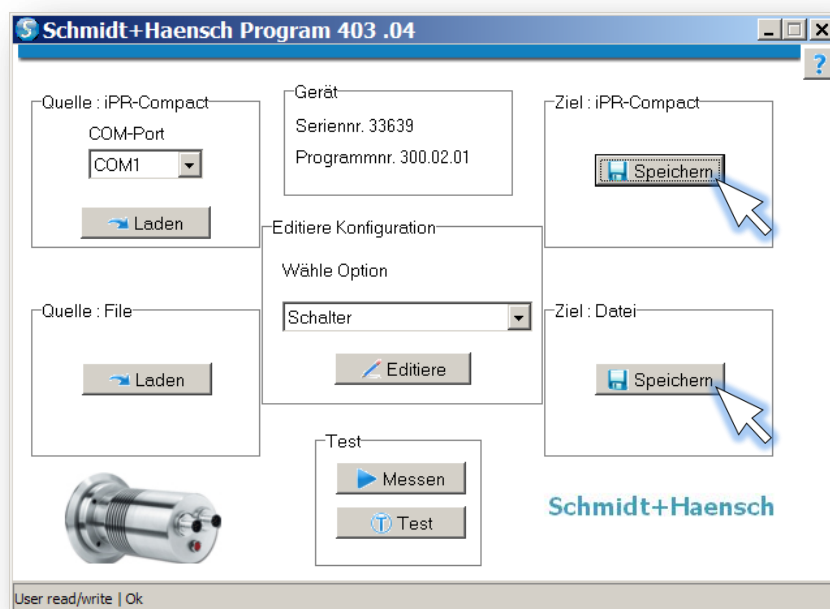 Schmidt+Haensch Program 403 .04
?
Quelle : iPR-Compact
COM-Port
COM1
Laden
Gerät
Seriennr. 33639
Programmnr. 300.02.01
Ziel : iPR-Compact
Speichern
Editiere Konfiguration
Wähle Option
Schalter
Editiere
Quelle : File
Laden
Ziel : Datei
Speichern
Test
Messen
Test
Schmidt+Haensch
User read/write | Ok